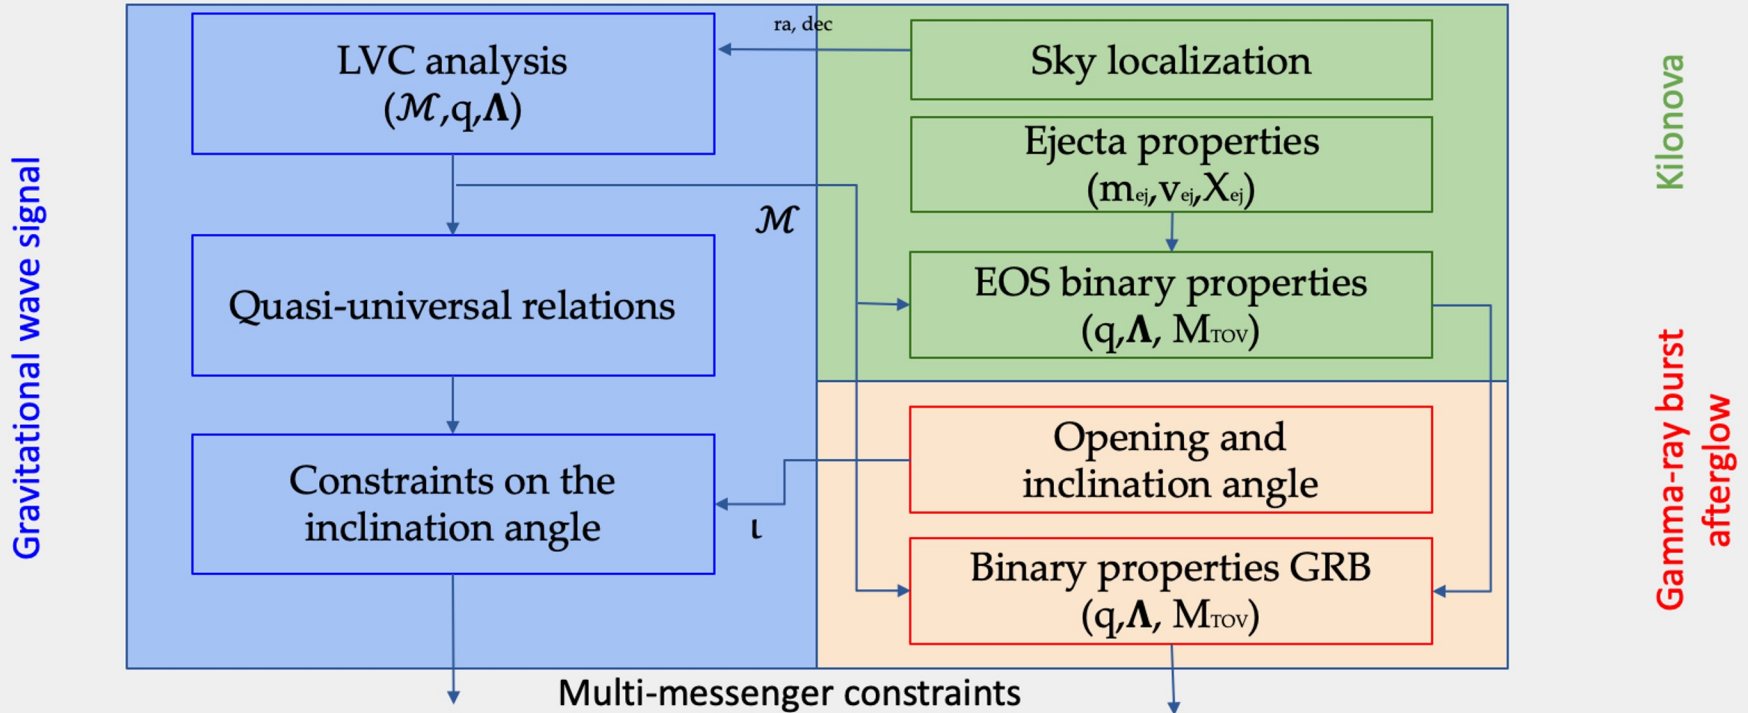 Gravitational wave signal
LVC analysis
(ℳ,q,Λ)
ra, dec
Sky localization
Ejecta properties
(mej,vej,Xej)
Kilonova
ℳ
Quasi-universal relations
EOS binary properties
(q,Λ, MTOV)
Constraints on the
inclination angle
ι
Opening and
inclination angle
Binary properties GRB
(q,Λ, MTOV)
Gamma-ray burst
afterglow
Multi-messenger constraints